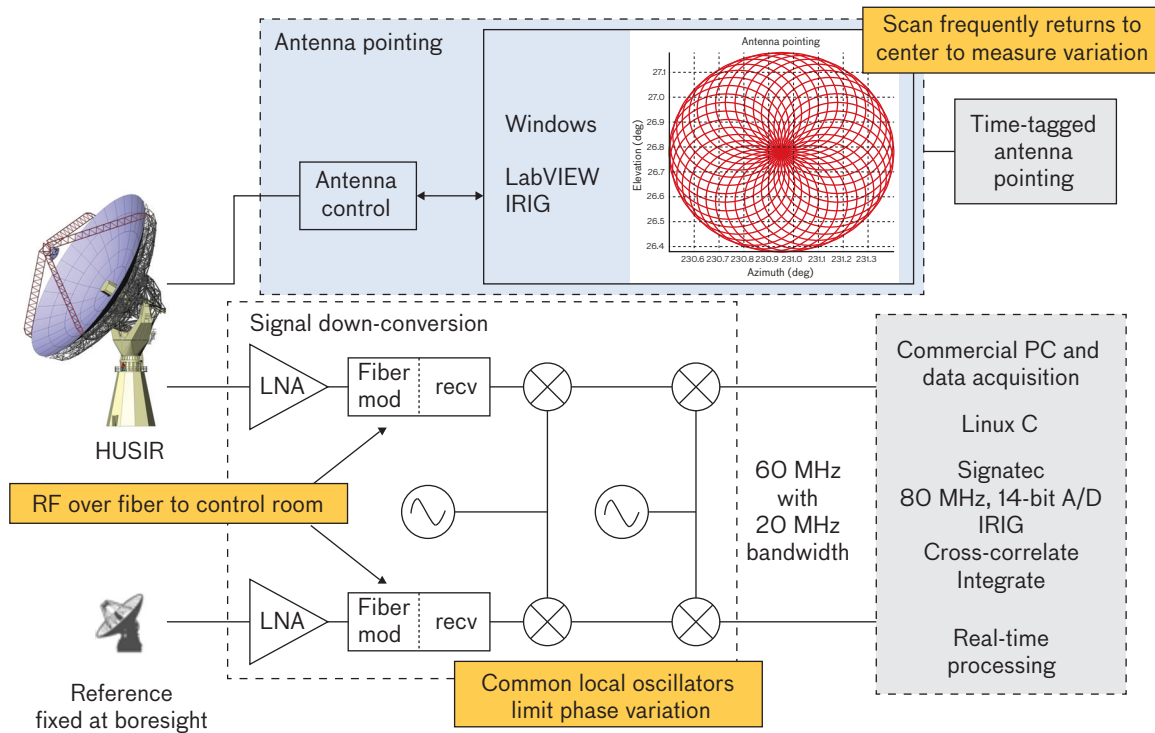 Antenna pointing
Scan frequently returns to
center to measure variation
Antenna pointing
Windows
LabVIEW
IRIG
Elevation (deg)
27.1
27.0
26.9
26.8
26.7
26.6
26.5
26.4
230.6 230.7 230.8 230.9 231.0 231.1 231.2 231.3
Azimuth (deg)
Time-tagged
antenna
pointing
Antenna
control
HUSIR
Signal down-conversion
LNA
Fiber
mod
recv
RF over fiber to control room
60 MHz
with
20 MHz
bandwidth
LNA
Fiber
mod
recv
Reference
fixed at boresight
Common local oscillators
limit phase variation
Commercial PC and
data acquisition
Linux C
Signatec
80 MHz, 14-bit A/D
IRIG
Cross-correlate
Integrate
Real-time
processing